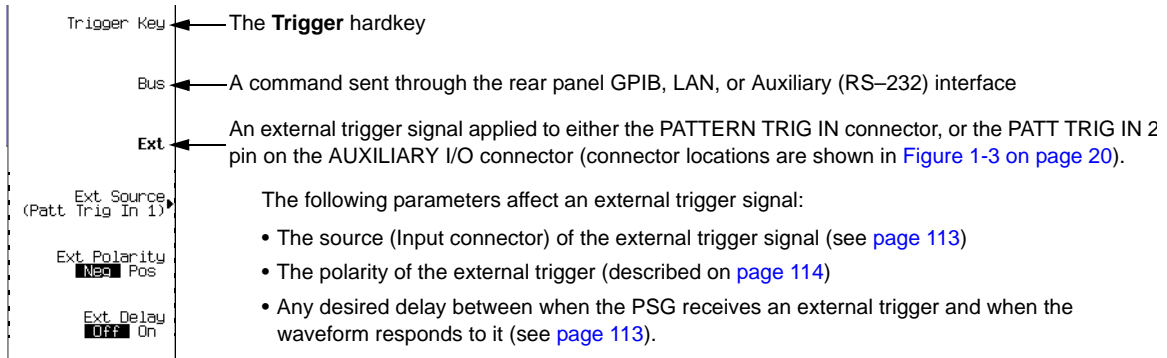 Trigger Key
The Trigger hardkey
Bus
A command sent through the rear panel GPIB, LAN, or Auxiliary (RS–232) interface
Ext
An external trigger signal applied to either the PATTERN TRIG IN connector, or the PATT TRIG IN 2
pin on the AUXILIARY I/O connector (connector locations are shown in Figure 1-3 on page 20).
Ext Source
(Patt Trig In 1)
The following parameters affect an external trigger signal:
• The source (Input connector) of the external trigger signal (see page 113)
Ext Polarity
Neg Pos
• The polarity of the external trigger (described on page 114)
Ext Delay
Off On
• Any desired delay between when the PSG receives an external trigger and when the
waveform responds to it (see page 113).